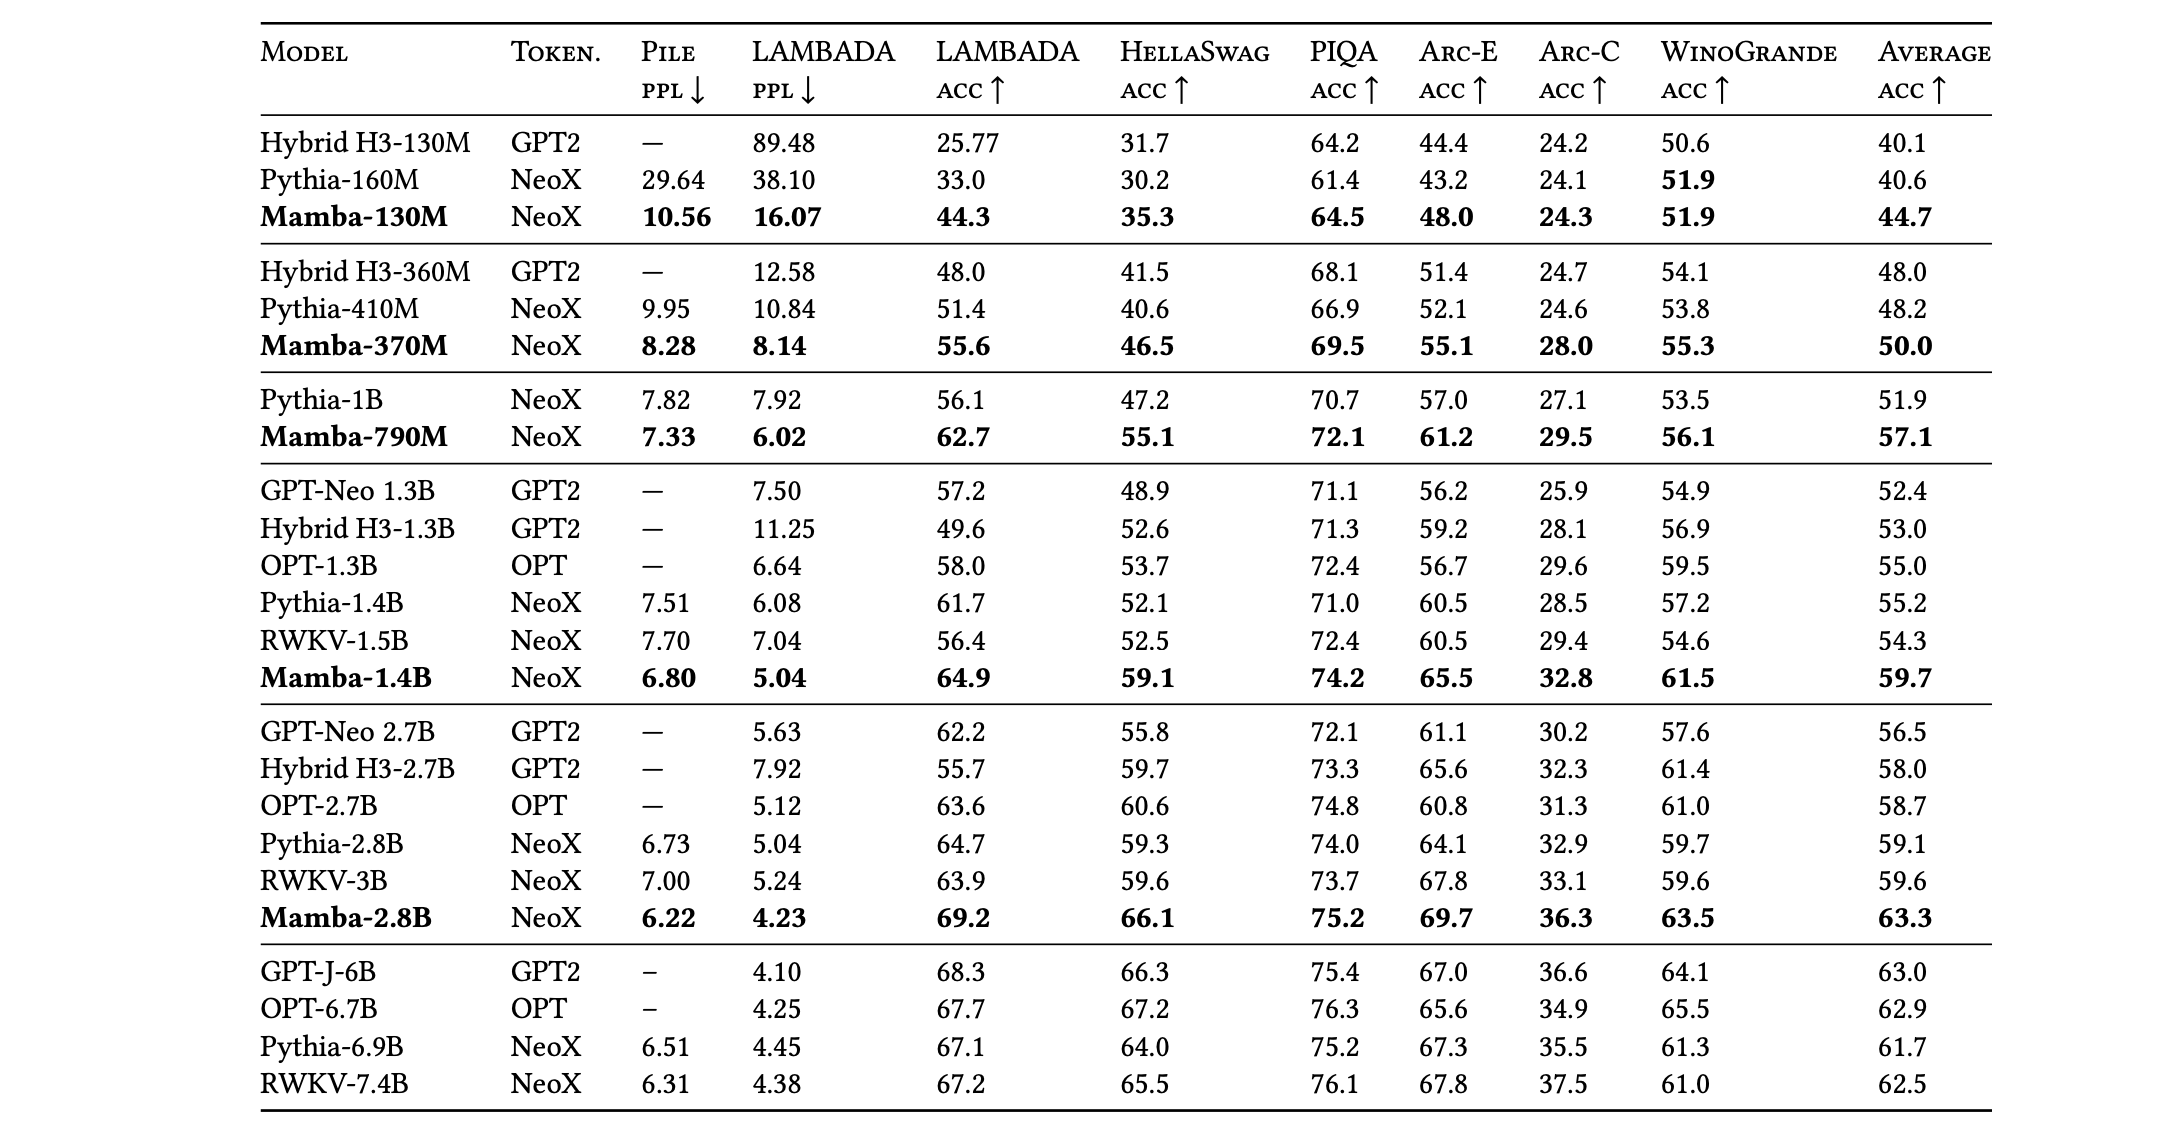 MODEL TOKEN. PILE LAMBADA LAMBADA HELLASWAG PIQA ARC-E ARC-C WINOGRANDE AVERAGE
PPL ↓ PPL ↓ ACC ↑ ACC ↑ ACC ↑ ACC ↑ ACC ↑ ACC ↑ ACC ↑
Hybrid H3-130M GPT2 — 89.48 25.77 31.7 64.2 44.4 24.2 50.6 40.1
Pythia-160M NeoX 29.64 38.10 33.0 30.2 61.4 43.2 24.1 51.9 40.6
Mamba-130M NeoX 10.56 16.07 44.3 35.3 64.5 48.0 24.3 51.9 44.7
Hybrid H3-360M GPT2 — 12.58 48.0 41.5 68.1 51.4 24.7 54.1 48.0
Pythia-410M NeoX 9.95 10.84 51.4 40.6 66.9 52.1 24.6 53.8 48.2
Mamba-370M NeoX 8.28 8.14 55.6 46.5 69.5 55.1 28.0 55.3 50.0
Pythia-1B NeoX 7.82 7.92 56.1 47.2 70.7 57.0 27.1 53.5 51.9
Mamba-790M NeoX 7.33 6.02 62.7 55.1 72.1 61.2 29.5 56.1 57.1
GPT-Neo 1.3B GPT2 — 7.50 57.2 48.9 71.1 56.2 25.9 54.9 52.4
Hybrid H3-1.3B GPT2 — 11.25 49.6 52.6 71.3 59.2 28.1 56.9 53.0
OPT-1.3B OPT — 6.64 58.0 53.7 72.4 56.7 29.6 59.5 55.0
Pythia-1.4B NeoX 7.51 6.08 61.7 52.1 71.0 60.5 28.5 57.2 55.2
RWKV-1.5B NeoX 7.70 7.04 56.4 52.5 72.4 60.5 29.4 54.6 54.3
Mamba-1.4B NeoX 6.80 5.04 64.9 59.1 74.2 65.5 32.8 61.5 59.7
GPT-Neo 2.7B GPT2 — 5.63 62.2 55.8 72.1 61.1 30.2 57.6 56.5
Hybrid H3-2.7B GPT2 — 7.92 55.7 59.7 73.3 65.6 32.3 61.4 58.0
OPT-2.7B OPT — 5.12 63.6 60.6 74.8 60.8 31.3 61.0 58.7
Pythia-2.8B NeoX 6.73 5.04 64.7 59.3 74.0 64.1 32.9 59.7 59.1
RWKV-3B NeoX 7.00 5.24 63.9 59.6 73.7 67.8 33.1 59.6 59.6
Mamba-2.8B NeoX 6.22 4.23 69.2 66.1 75.2 69.7 36.3 63.5 63.3
GPT-J-6B GPT2 – 4.10 68.3 66.3 75.4 67.0 36.6 64.1 63.0
OPT-6.7B OPT – 4.25 67.7 67.2 76.3 65.6 34.9 65.5 62.9
Pythia-6.9B NeoX 6.51 4.45 67.1 64.0 75.2 67.3 35.5 61.3 61.7
RWKV-7.4B NeoX 6.31 4.38 67.2 65.5 76.1 67.8 37.5 61.0 62.5